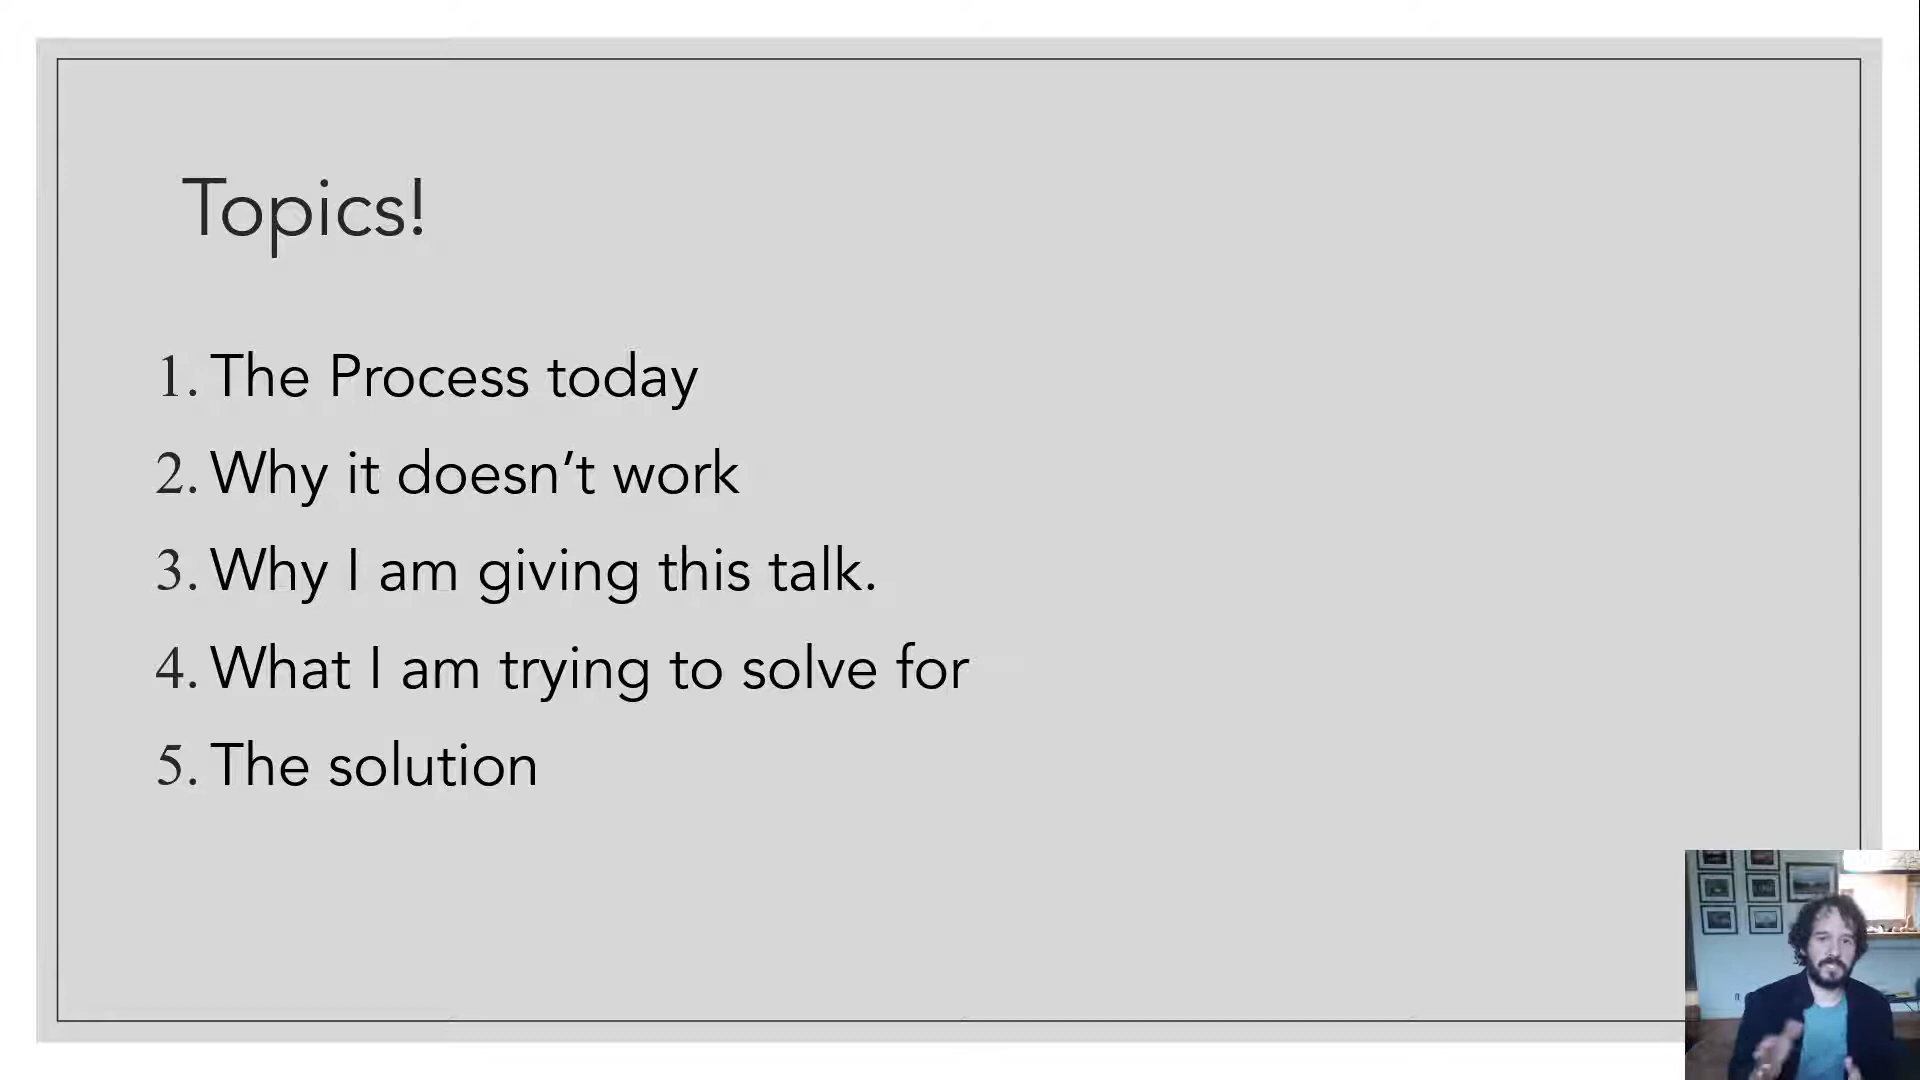 Topics!
1. The Process today
2. Why it doesn’t work
3. Why I am giving this talk.
4. What I am trying to solve for
5. The solution